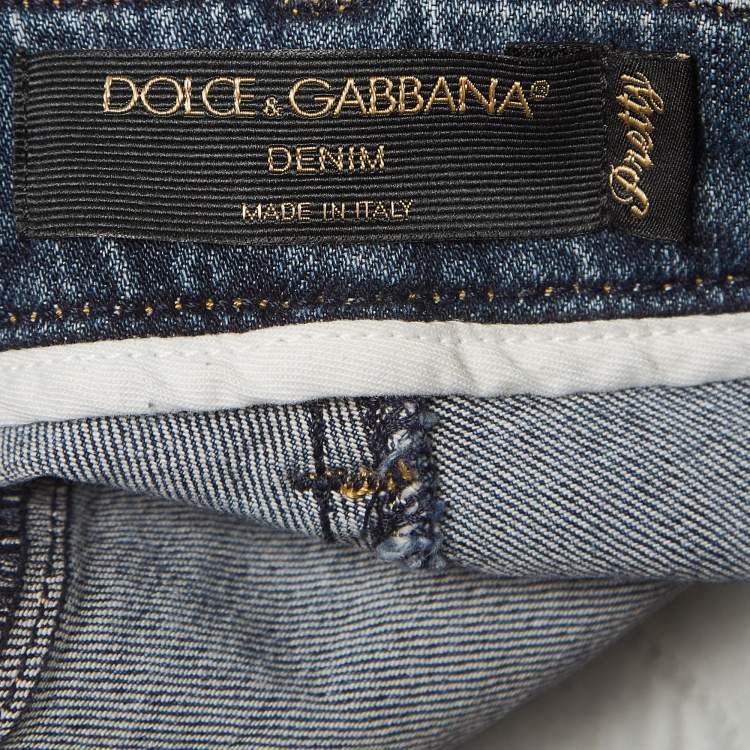 DOLCE & GABBANA®
DENIM
MADE IN ITALY
Pretty